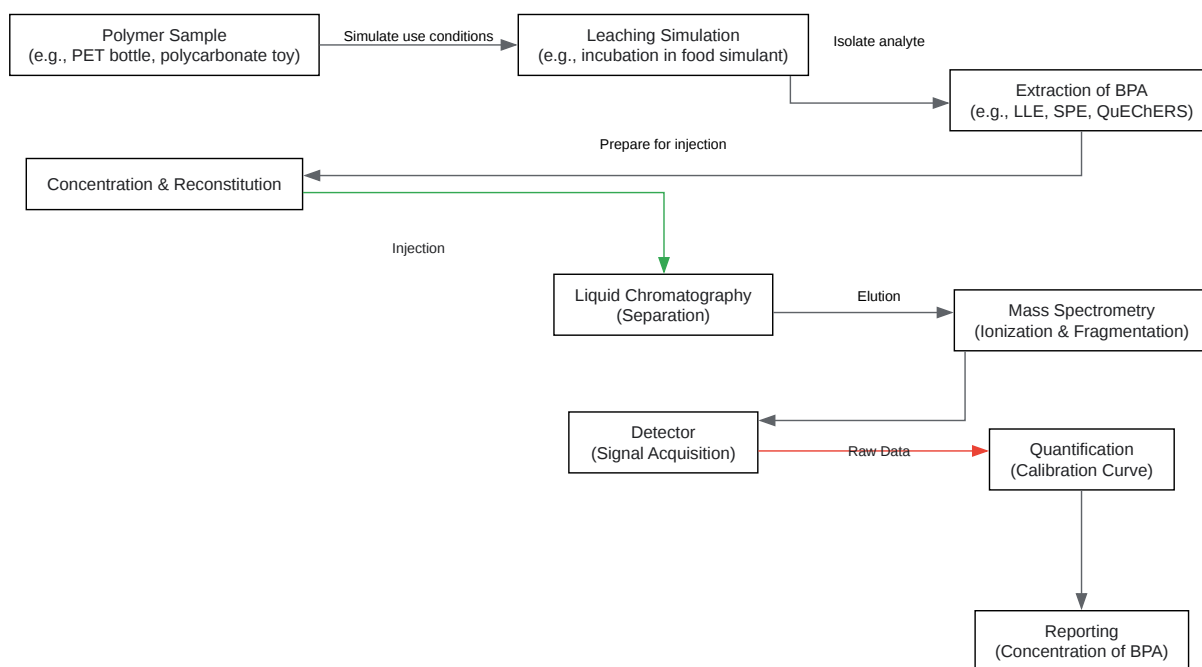 Polymer Sample
(e.g., PET bottle, polycarbonate toy)
Simulate use conditions
Leaching Simulation
(e.g., incubation in food simulant)
Isolate analyte
Extraction of BPA
(e.g., LLE, SPE, QuEChERS)
Prepare for injection
Concentration & Reconstitution
Injection
Liquid Chromatography
(Separation)
Elution
Mass Spectrometry
(Ionization & Fragmentation)
Detector
(Signal Acquisition)
Raw Data
Quantification
(Calibration Curve)
Reporting
(Concentration of BPA)